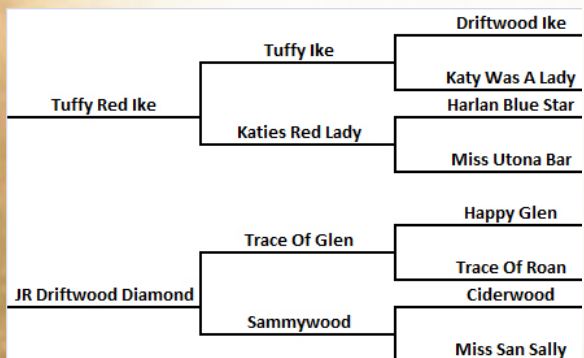 Driftwood Ike
Tuffy Ike
Katy Was A Lady
Tuffy Red Ike
Harlan Blue Star
Katies Red Lady
Miss Utona Bar
Happy Glen
Trace Of Glen
Trace Of Roan
JR Driftwood Diamond
Ciderwood
Sammywood
Miss San Sally